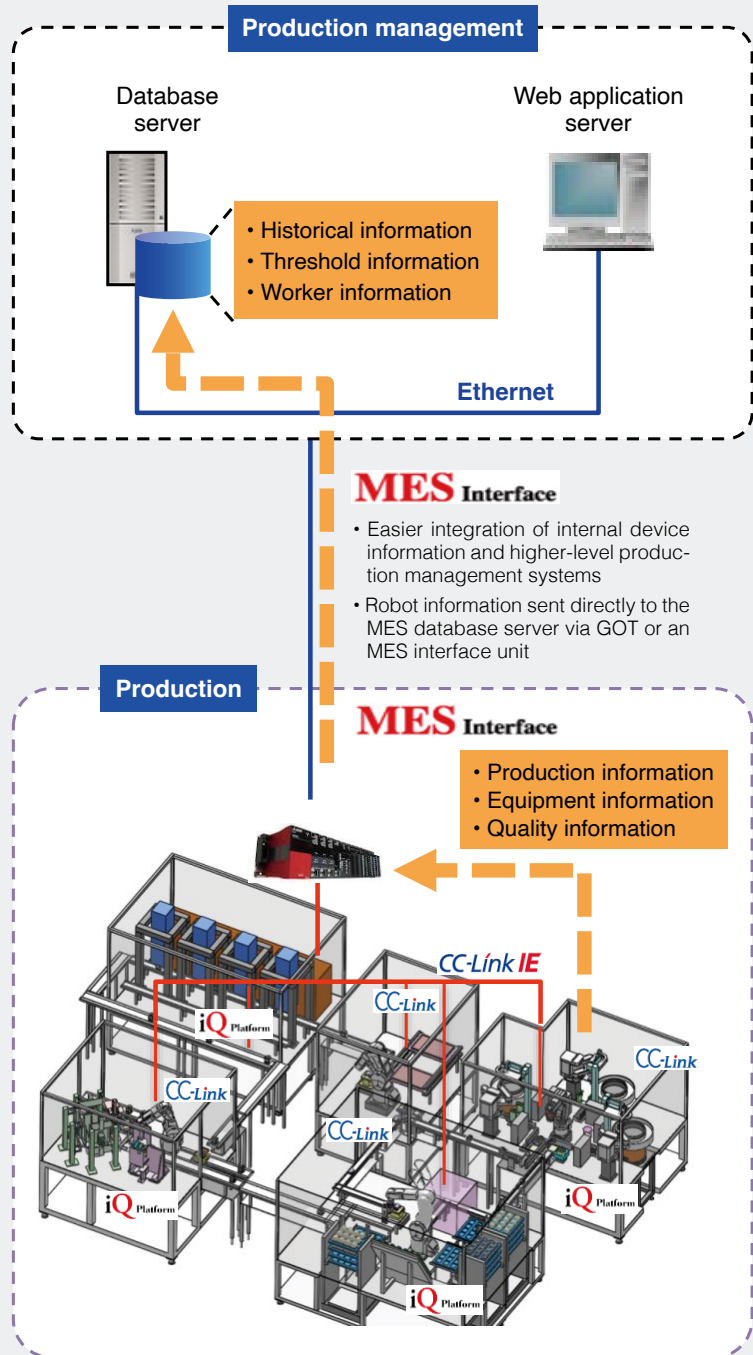 Production management
Database
server
Web application
server
• Historical information
• Threshold information
• Worker information
Ethernet
MES Interface
• Easier integration of internal device
information and higher-level produc-
tion management systems
• Robot information sent directly to the
MES database server via GOT or an
MES interface unit
Production
MES Interface
• Production information
• Equipment information
• Quality information
CC-Link IE
CC-Link
iQ Platform
CC-Link
CC-Link
CC-Link
iQ Platform
iQ Platform
iQ Platform